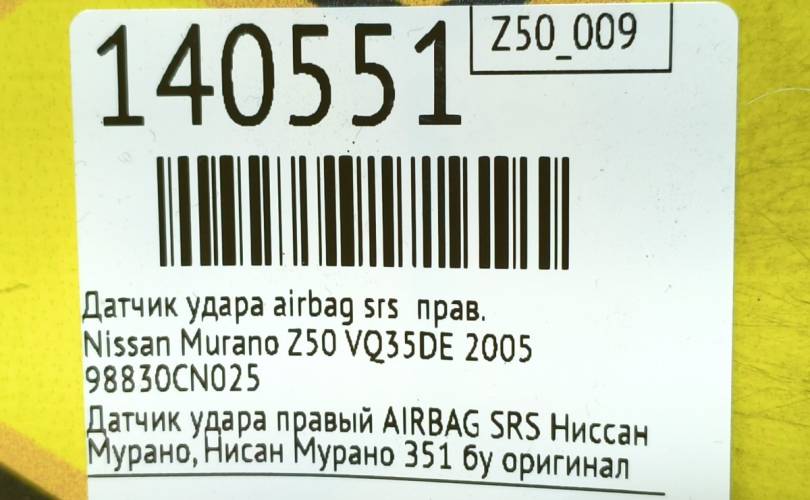 140551
Z50_009
Датчик удара airbag srs прав.
Nissan Murano Z50 VQ35DE 2005
98830CN025
Датчик удара правый AIRBAG SRS Ниссан
Мурано, Нисан Мурано 351 бу оригинал